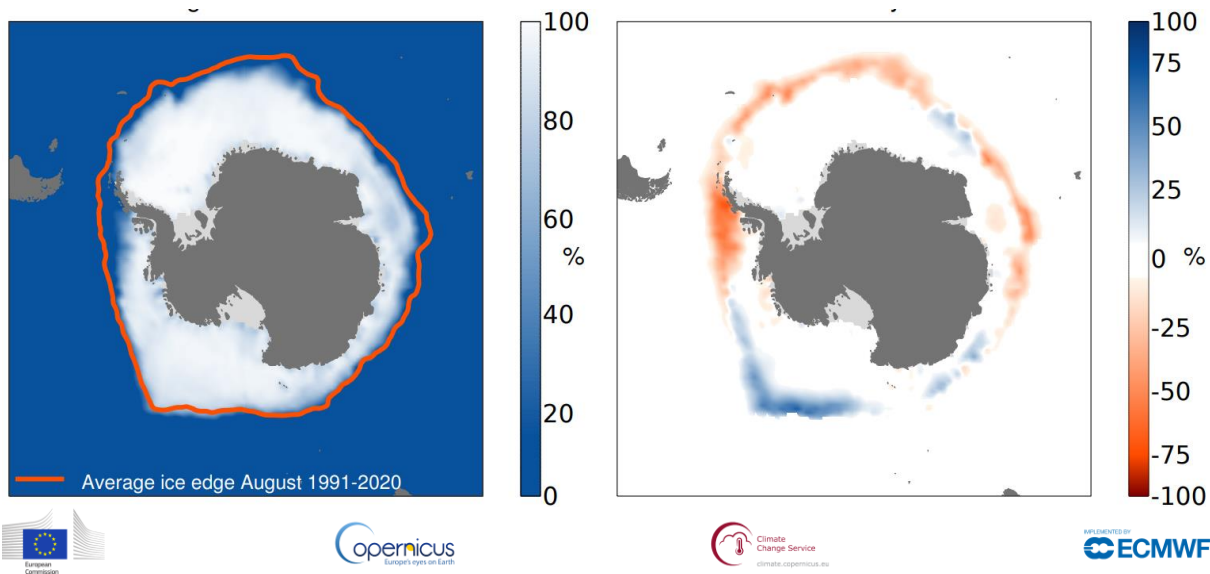 100
80
60
%
40
20
0
Average ice edge August 1991-2020
100
75
50
25
0 %
-25
-50
-75
-100
European
Commission
opernicus
Europe's eyes on Earth
Climate
Change Service
climate.copernicus.eu
IMPLEMENTED BY
ECMWF